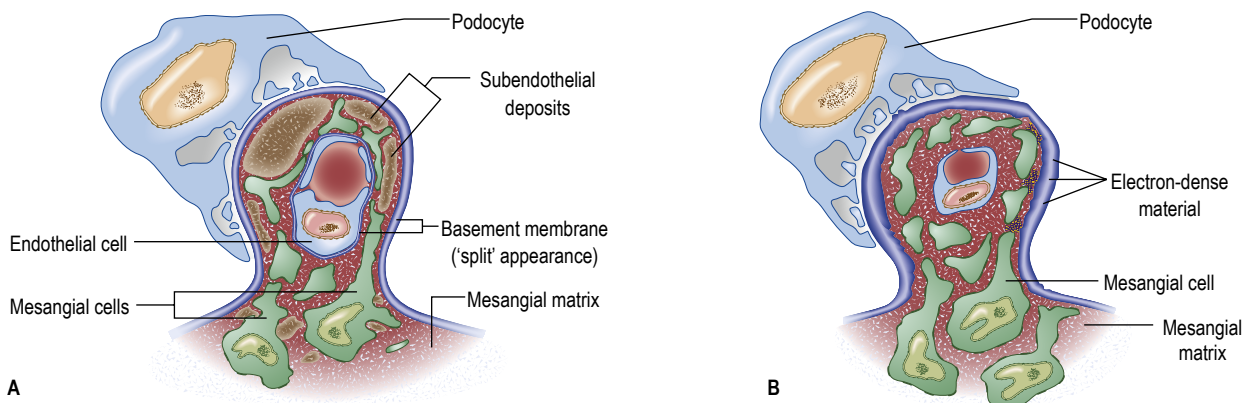 Podocyte
Subendothelial
deposits
Endothelial cell
Basement membrane
(‘split’ appearance)
Mesangial cells
Mesangial matrix
A
Podocyte
Electron-dense
material
Mesangial cell
Mesangial
matrix
B